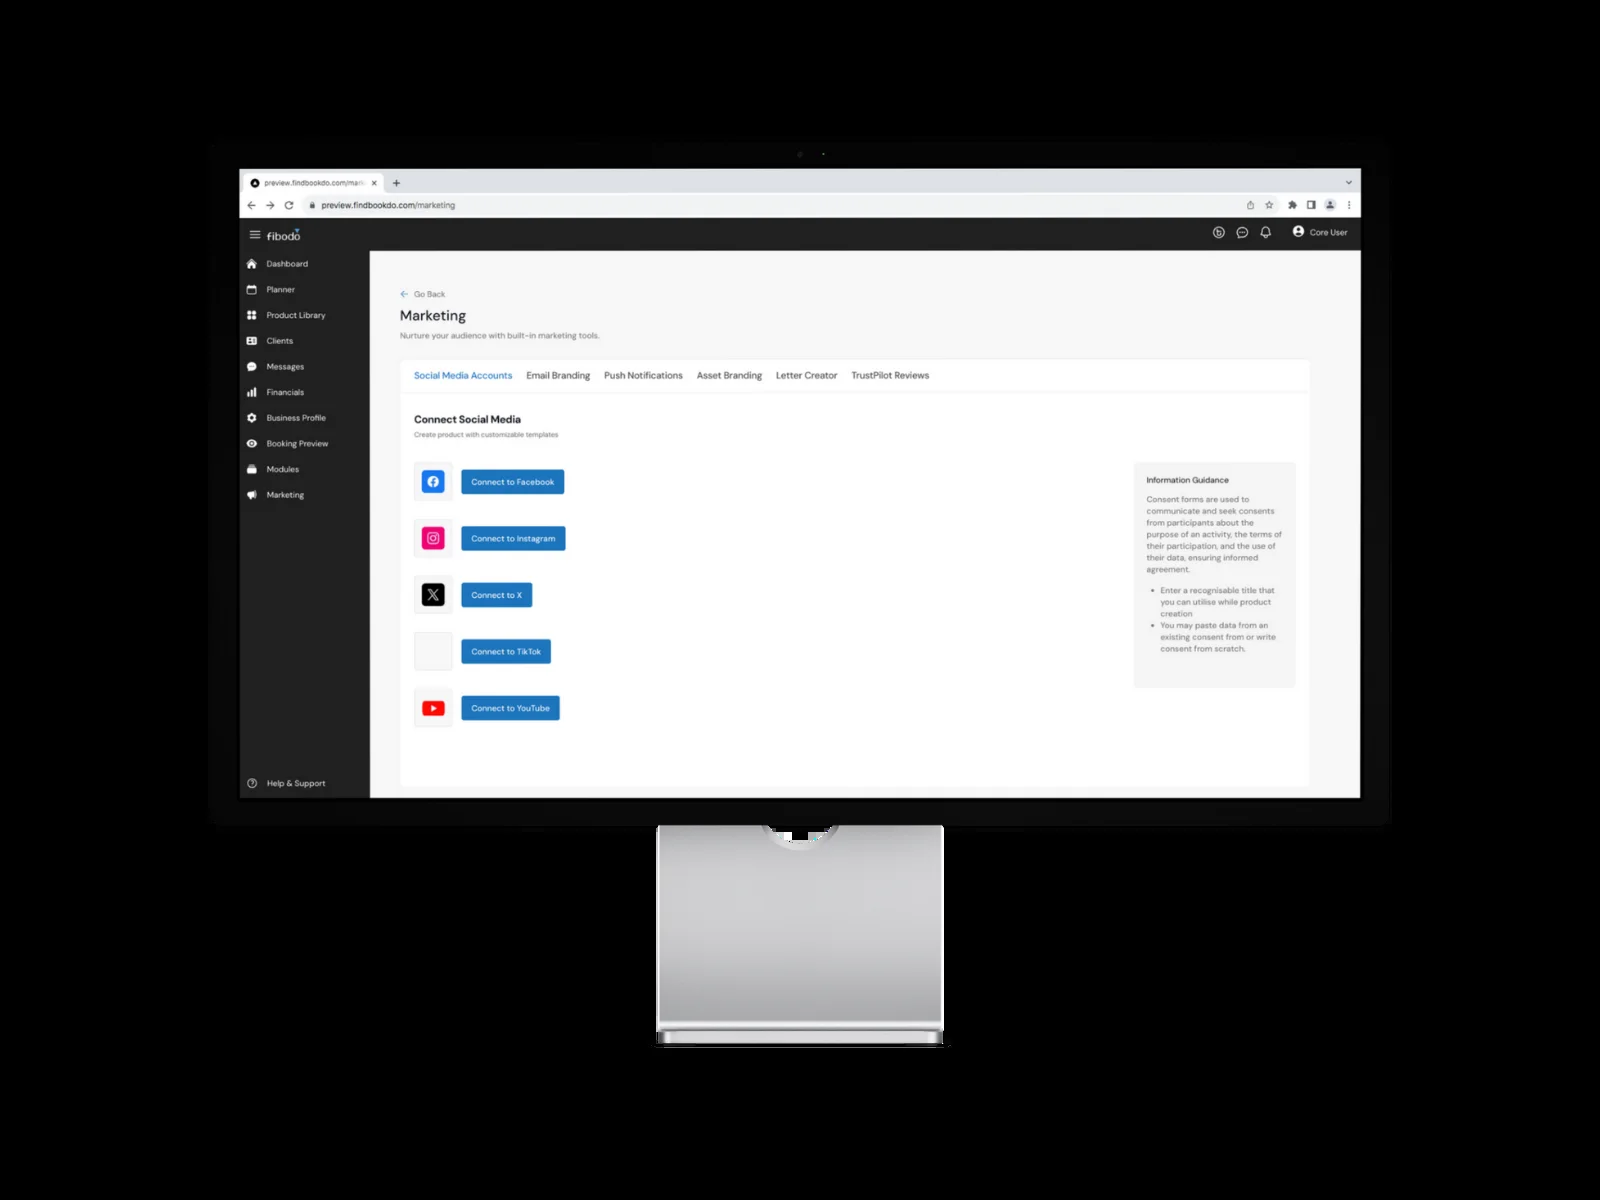 preview.findbookdo.com/mark
preview.findbookdo.com/marketing
fibodo
Core User
Dashboard
Planner
Product Library
Clients
Messages
Financials
Business Profile
Booking Preview
Modules
Marketing
Help & Support
Go Back
Marketing
Nurture your audience with built-in marketing tools.
Social Media Accounts Email Branding Push Notifications Asset Branding Letter Creator TrustPilot Reviews
Connect Social Media
Create product with customizable templates
Connect to Facebook
Connect to Instagram
Connect to X
Connect to TikTok
Connect to YouTube
Information Guidance
Consent forms are used to
communicate and seek consents
from participants about the
purpose of an activity, the terms of
their participation, and the use of
their data, ensuring informed
agreement.
• Enter a recognisable title that
you can utilise while product
creation
• You may paste data from an
existing consent from or write
consent from scratch.